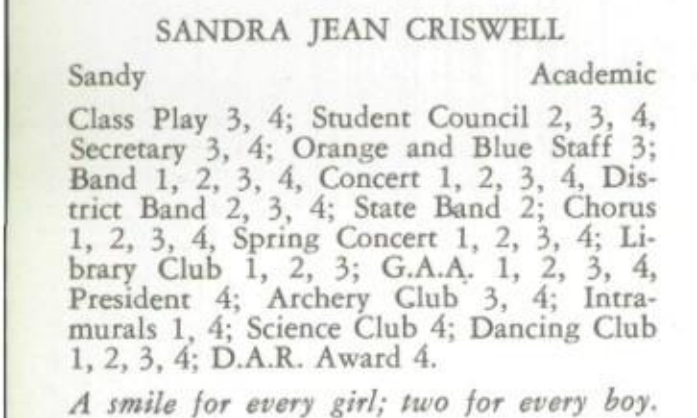 SANDRA JEAN CRISWELL
Sandy Academic
Class Play 3, 4; Student Council 2, 3, 4,
Secretary 3, 4; Orange and Blue Staff 3;
Band 1, 2, 3, 4, Concert 1, 2, 3, 4, Dis-
trict Band 2, 3, 4; State Band 2; Chorus
1, 2, 3, 4, Spring Concert 1, 2, 3, 4; Li-
brary Club 1, 2, 3; G.A.A. 1, 2, 3, 4,
President 4; Archery Club 3, 4; Intra-
murals 1, 4; Science Club 4; Dancing Club
1, 2, 3, 4; D.A.R. Award 4.
A smile for every girl; two for every boy.